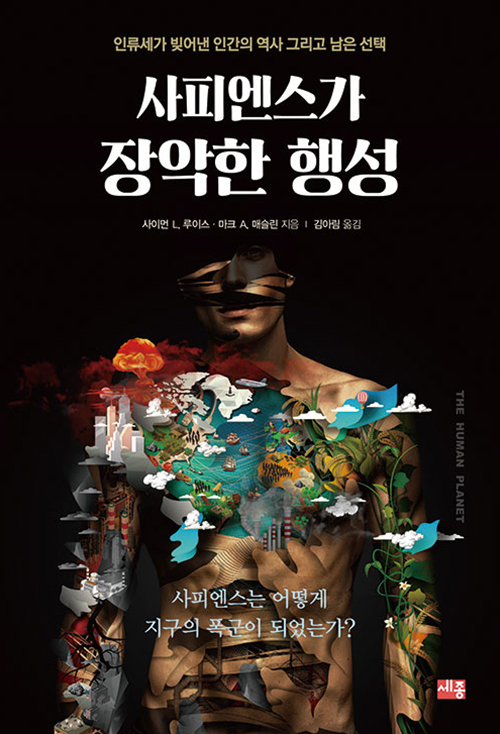 인류세가 빚어낸 인간의 역사 그리고 남은 선택
사피엔스가
장악한 행성
사이먼 L. 루이스 · 마크 A. 매슬린 지음 ㅣ 김아림 옮김
THE HUMAN PLANET
사피엔스는 어떻게
지구의 폭군이 되었는가?
세종